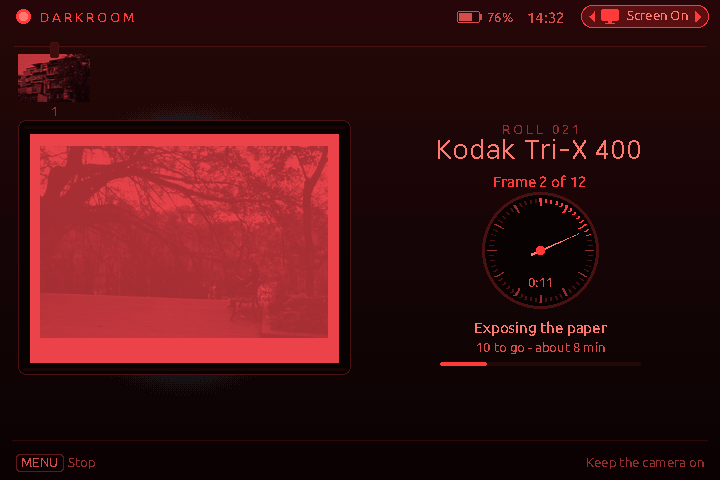 DARKROOM
76%
14:32
Screen On
1
ROLL 021
Kodak Tri-X 400
Frame 2 of 12
0:11
Exposing the paper
10 to go - about 8 min
MENU Stop
Keep the camera on